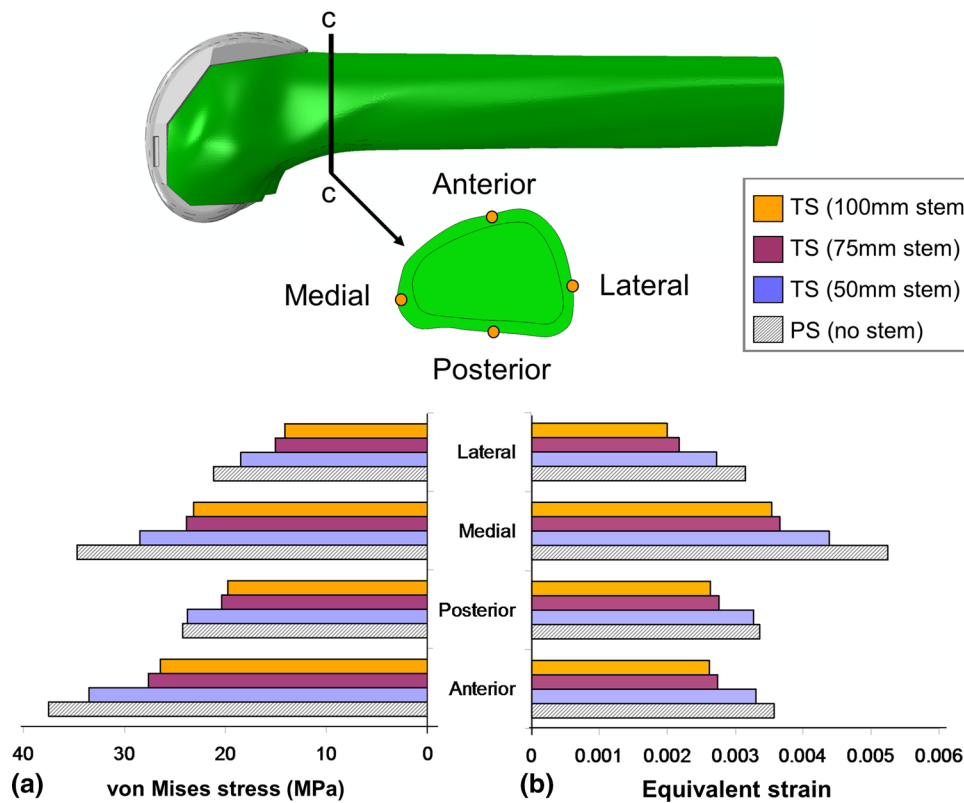 C
C
Anterior
Medial
Lateral
Posterior
TS (100mm stem
TS (75mm stem)
TS (50mm stem)
PS (no stem)
Lateral
Medial
Posterior
Anterior
40 30 20 10 0
0 0.001 0.002 0.003 0.004 0.005 0.006
(a) von Mises stress (MPa)
(b) Equivalent strain